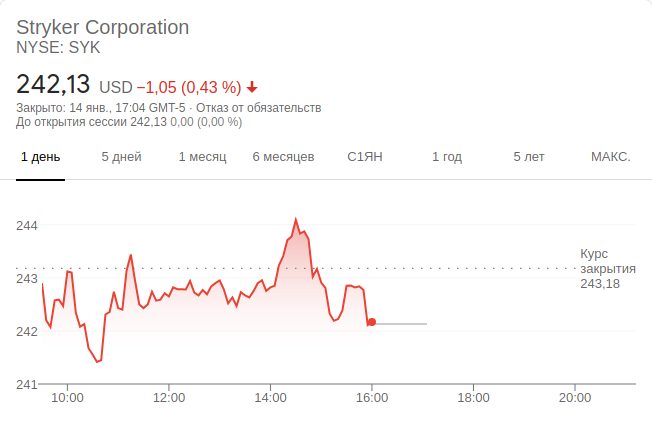 Stryker Corporation
NYSE: SYK
242,13 USD −1,05 (0,43 %)
Закрыто: 14 янв., 17:04 GMT-5 · Отказ от обязательств
До открытия сессии 242,13 0,00 (0,00 %)
1 день 5 дней 1 месяц 6 месяцев С1ЯН 1 год 5 лет МАКС.
244
Курс
закрытия
243,18
243
242
241
10:00 12:00 14:00 16:00 18:00 20:00